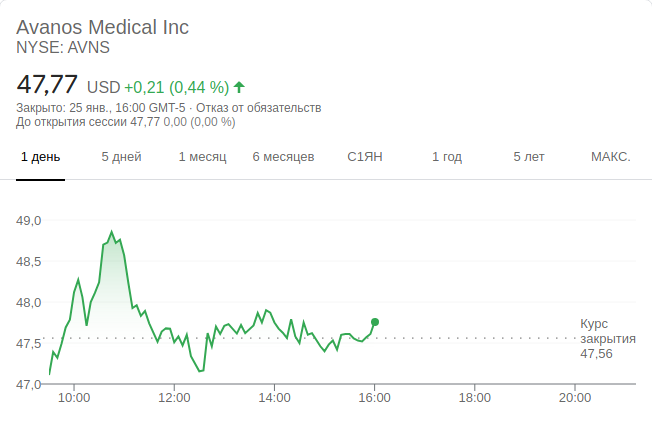 Avanos Medical Inc
NYSE: AVNS
47,77 USD +0,21 (0,44 %)
Закрыто: 25 янв., 16:00 GMT-5 · Отказ от обязательств
До открытия сессии 47,77 0,00 (0,00 %)
1 день 5 дней 1 месяц 6 месяцев С1ЯН 1 год 5 лет МАКС.
49,0
48,5
48,0
47,5
47,0
Курс
закрытия
47,56
10:00 12:00 14:00 16:00 18:00 20:00